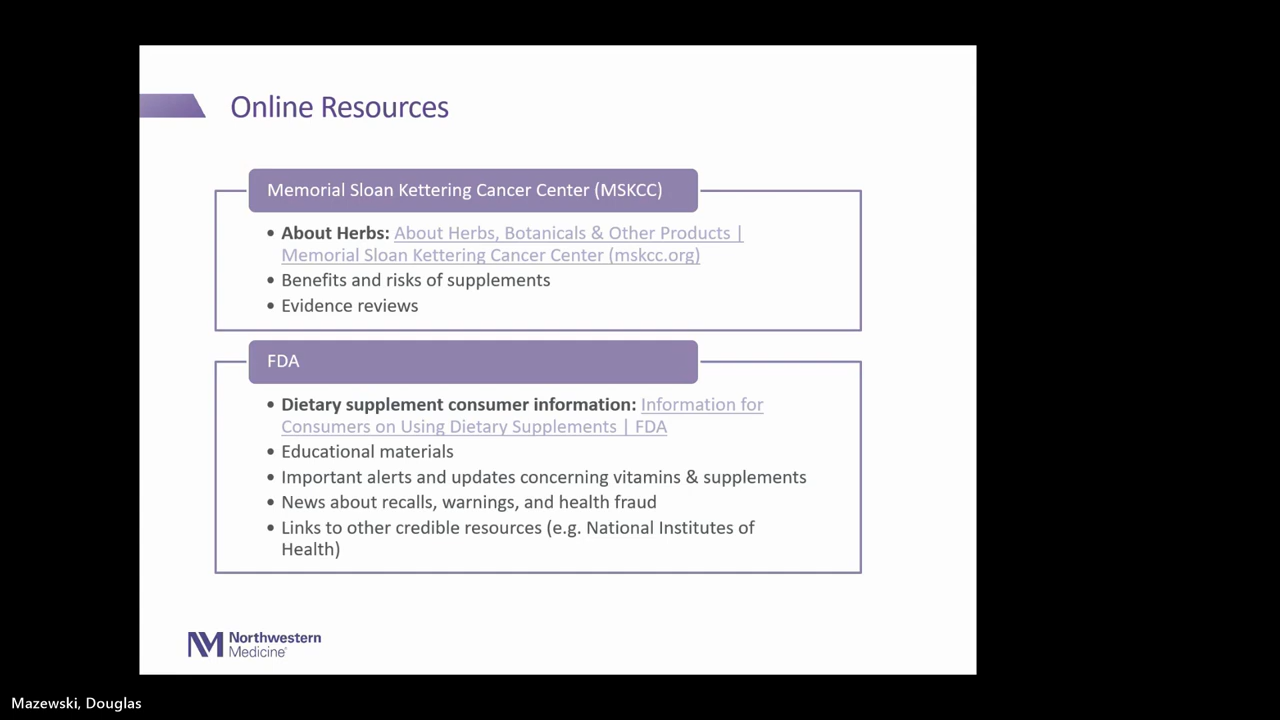 Online Resources
Memorial Sloan Kettering Cancer Center (MSKCC)
• About Herbs: About Herbs, Botanicals & Other Products |
Memorial Sloan Kettering Cancer Center (mskcc.org)
• Benefits and risks of supplements
• Evidence reviews
FDA
• Dietary supplement consumer information: Information for
Consumers on Using Dietary Supplements | FDA
• Educational materials
• Important alerts and updates concerning vitamins & supplements
• News about recalls, warnings, and health fraud
• Links to other credible resources (e.g. National Institutes of
Health)
NM Northwestern
Medicine®
Mazewski, Douglas